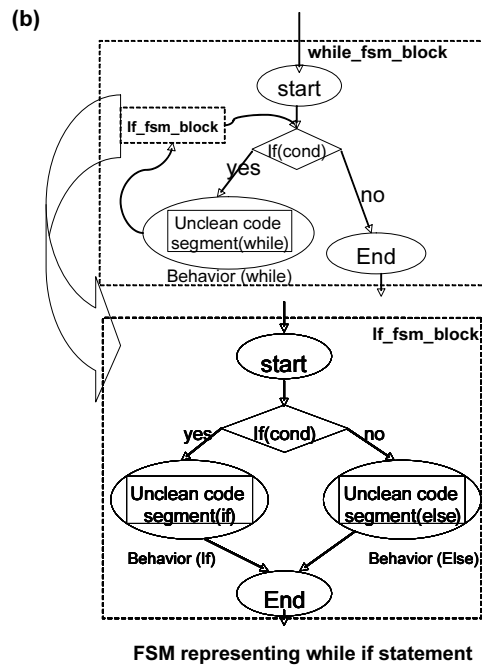 (b)
while_fsm_block
start
If_fsm_block
If(cond)
yes
no
Unclean code
segment(while)
End
Behavior (while)
If_fsm_block
start
yes
If(cond)
no
Unclean code
segment(if)
Unclean code
segment(else)
Behavior (If)
Behavior (Else)
End
FSM representing while if statement